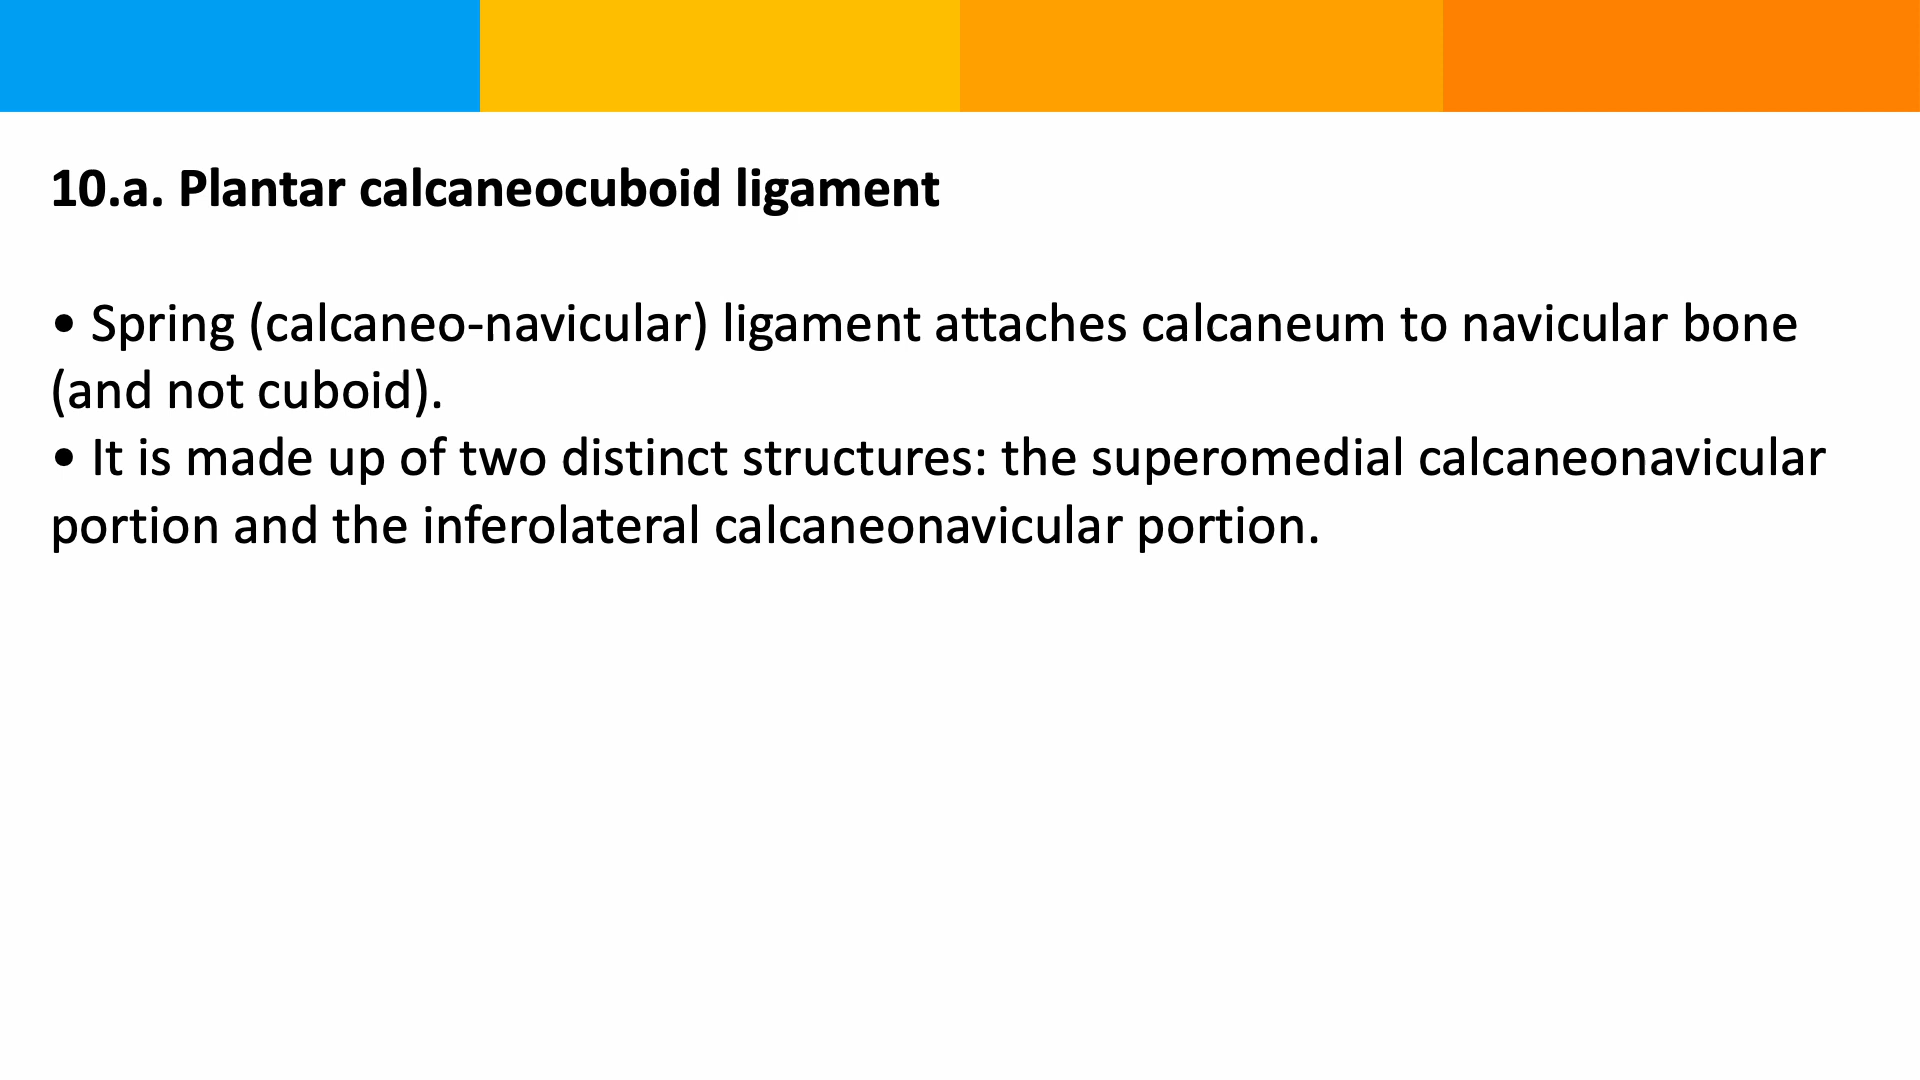 10.a. Plantar calcaneocuboid ligament
• Spring (calcaneo-navicular) ligament attaches calcaneum to navicular bone
(and not cuboid).
• It is made up of two distinct structures: the superomedial calcaneonavicular
portion and the inferolateral calcaneonavicular portion.